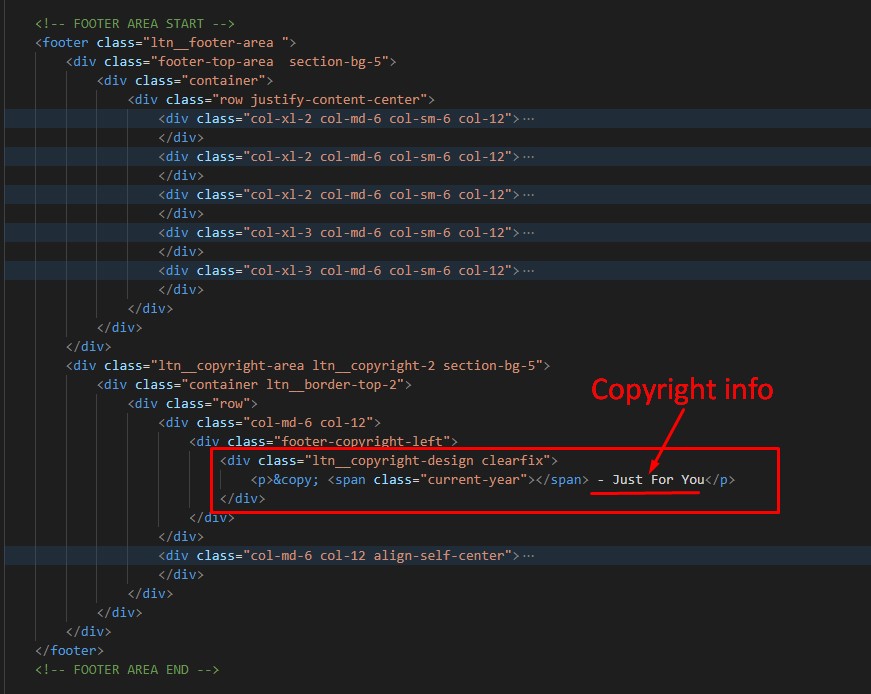 <!-- FOOTER AREA START -->
<footer class="ltn__footer-area ">
<div class="footer-top-area  section-bg-5">
<div class="container">
<div class="row justify-content-center">
<div class="col-xl-2 col-md-6 col-sm-6 col-12">···
</div>
<div class="col-xl-2 col-md-6 col-sm-6 col-12">···
</div>
<div class="col-xl-2 col-md-6 col-sm-6 col-12">···
</div>
<div class="col-xl-3 col-md-6 col-sm-6 col-12">···
</div>
<div class="col-xl-3 col-md-6 col-sm-6 col-12">···
</div>
</div>
</div>
</div>
<div class="ltn__copyright-area ltn__copyright-2 section-bg-5">
<div class="container ltn__border-top-2">
Copyright info
<div class="row">
<div class="col-md-6 col-12">
<div class="footer-copyright-left">
<div class="ltn__copyright-design clearfix">
<p>&copy; <span class="current-year"></span> - Just For You</p>
</div>
</div>
</div>
<div class="col-md-6 col-12 align-self-center">···
</div>
</div>
</div>
</div>
</footer>
<!-- FOOTER AREA END -->